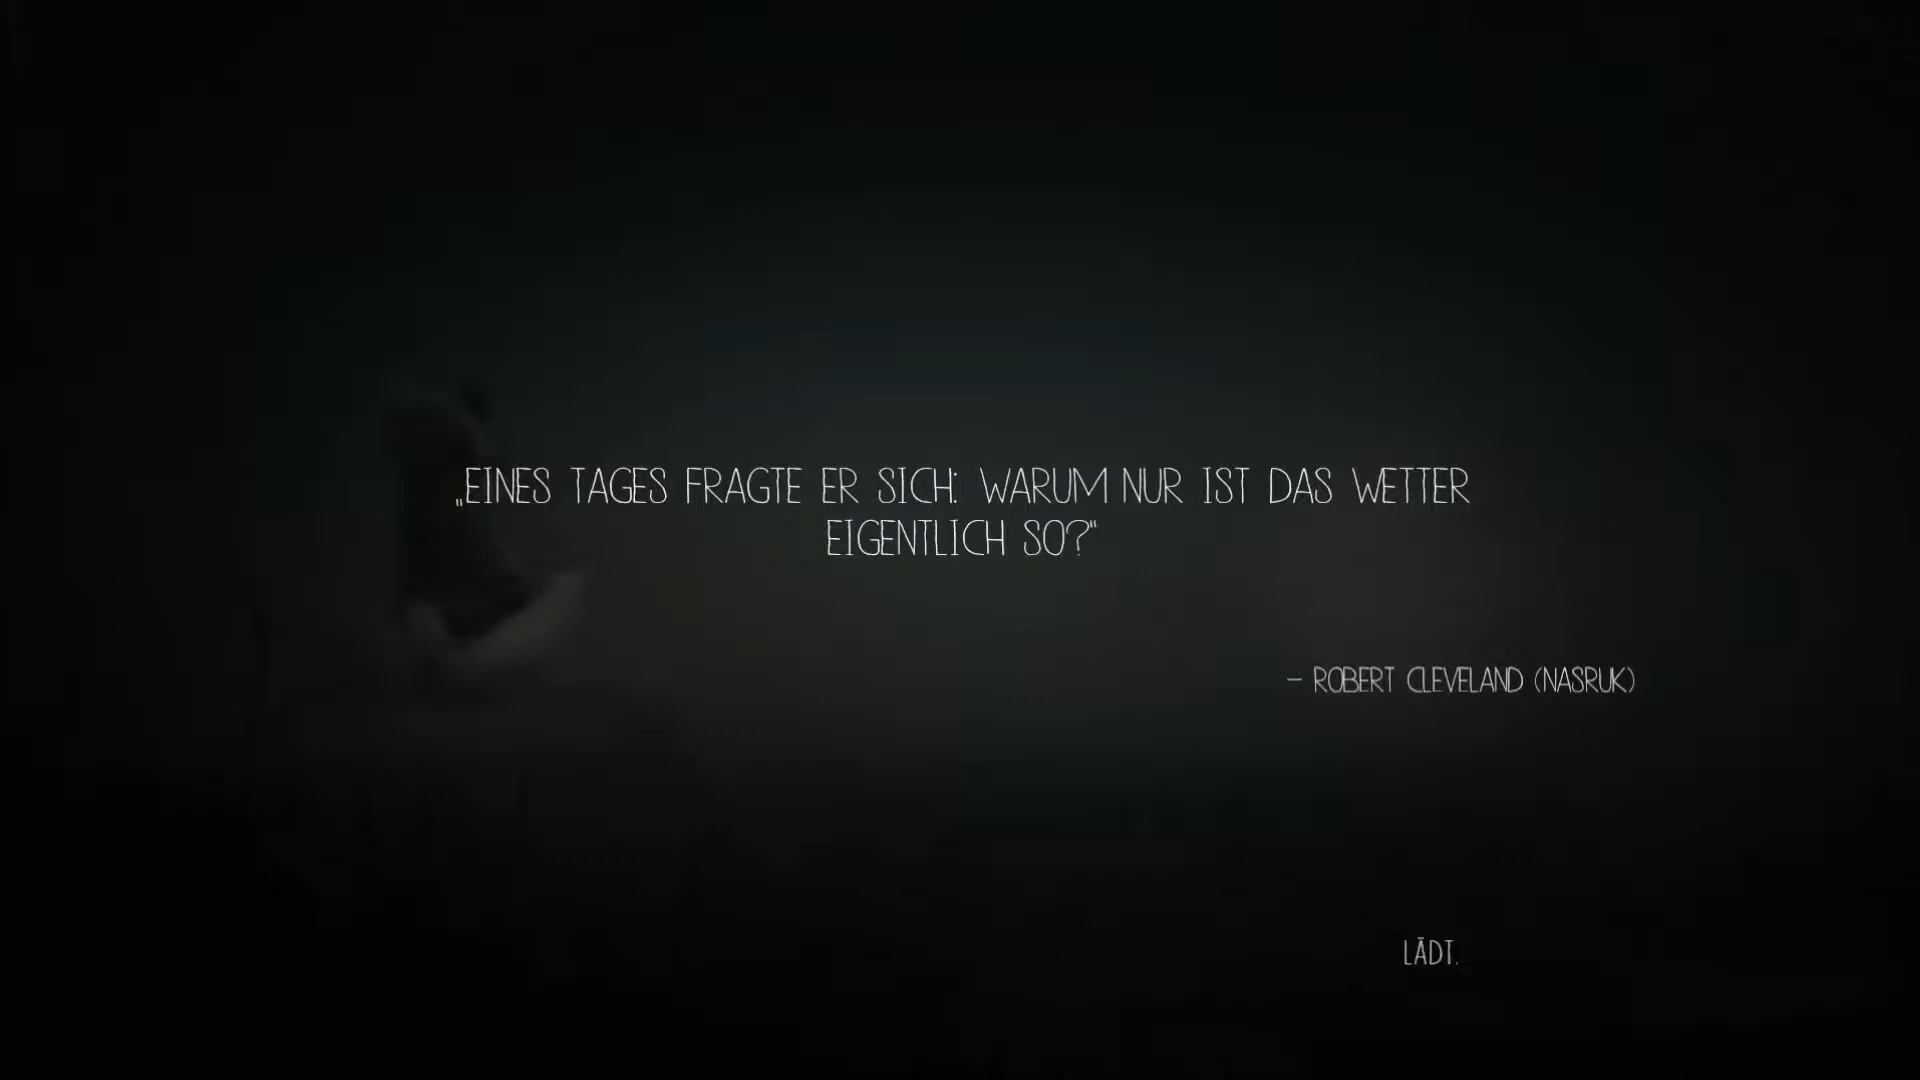 „EINES TAGES FRAGTE ER SICH: WARUM NUR IST DAS WETTER
EIGENTLICH SO?“
– ROBERT CLEVELAND (NASRUK)
LÄDT.